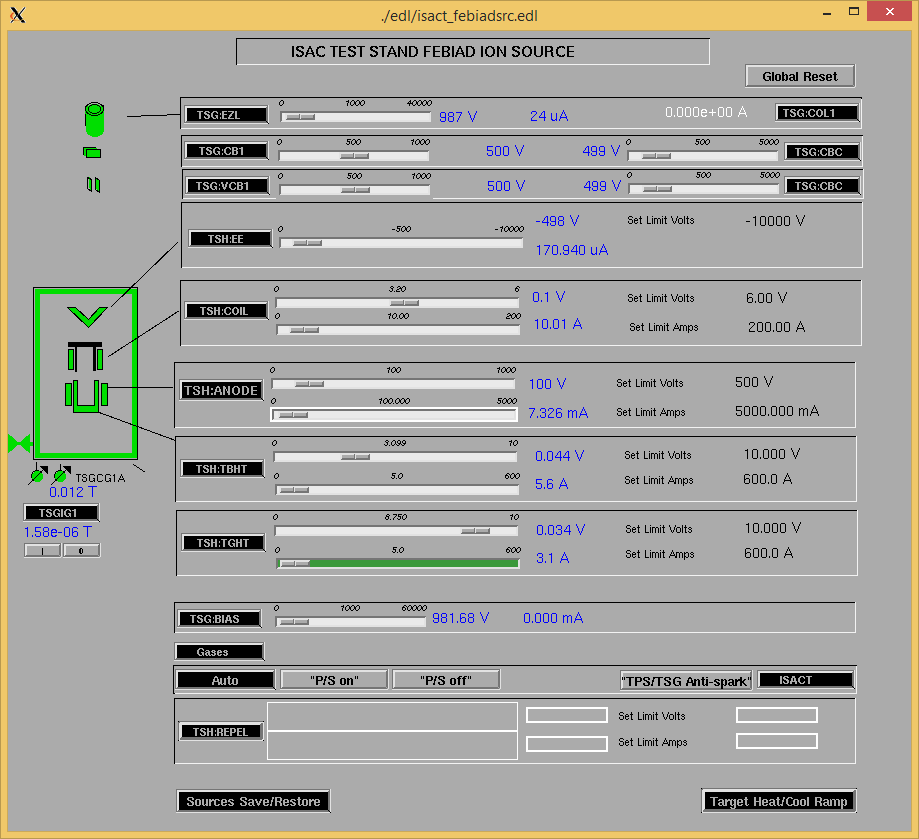 ./edl/isact_febiadsrc.edl
ISAC TEST STAND FEBIAD ION SOURCE
Global Reset
TSG:EZL 0 1000 40000 987 V 24 uA 0.000e+00 A TSG:COL1
TSG:CB1 0 500 1000 500 V 499 V 0 500 5000 TSG:CBC
TSG:VCB1 0 500 1000 500 V 499 V 0 500 5000 TSG:CBC
TSH:EE 0 -500 -10000 -498 V Set Limit Volts -10000 V
170.940 uA
TSH:COIL 0 3.20 6 0.1 V Set Limit Volts 6.00 V
0 10.00 200 10.01 A Set Limit Amps 200.00 A
TSH:ANODE 0 100 1000 100 V Set Limit Volts 500 V
0 100.000 5000 7.326 mA Set Limit Amps 5000.000 mA
TSH:TBHT 0 3.099 10 0.044 V Set Limit Volts 10.000 V
0 5.0 600 5.6 A Set Limit Amps 600.0 A
TSGCG1A
0.012 T
TSGIG1
1.58e-06 T
I 0
TSH:TGHT 0 6.750 10 0.034 V Set Limit Volts 10.000 V
0 5.0 600 3.1 A Set Limit Amps 600.0 A
TSG:BIAS 0 1000 60000 981.68 V 0.000 mA
Gases
Auto "P/S on" "P/S off" "TPS/TSG Anti-spark" ISACT
TSH:REPEL Set Limit Volts
Set Limit Amps
Sources Save/Restore Target Heat/Cool Ramp